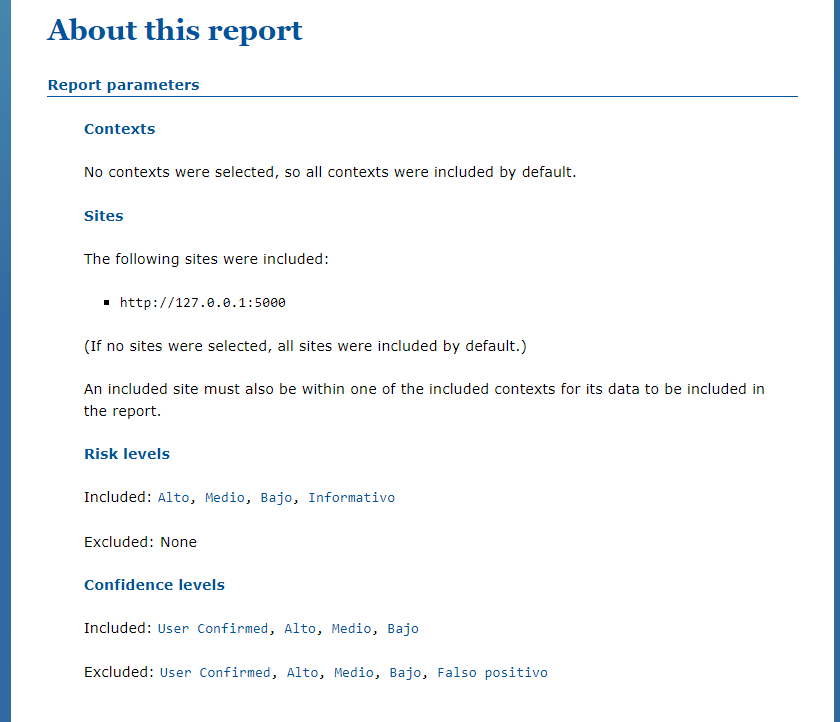 About this report
Report parameters
Contexts
No contexts were selected, so all contexts were included by default.
Sites
The following sites were included:
http://127.0.0.1:5000
(If no sites were selected, all sites were included by default.)
An included site must also be within one of the included contexts for its data to be included in
the report.
Risk levels
Included: Alto, Medio, Bajo, Informativo
Excluded: None
Confidence levels
Included: User Confirmed, Alto, Medio, Bajo
Excluded: User Confirmed, Alto, Medio, Bajo, Falso positivo